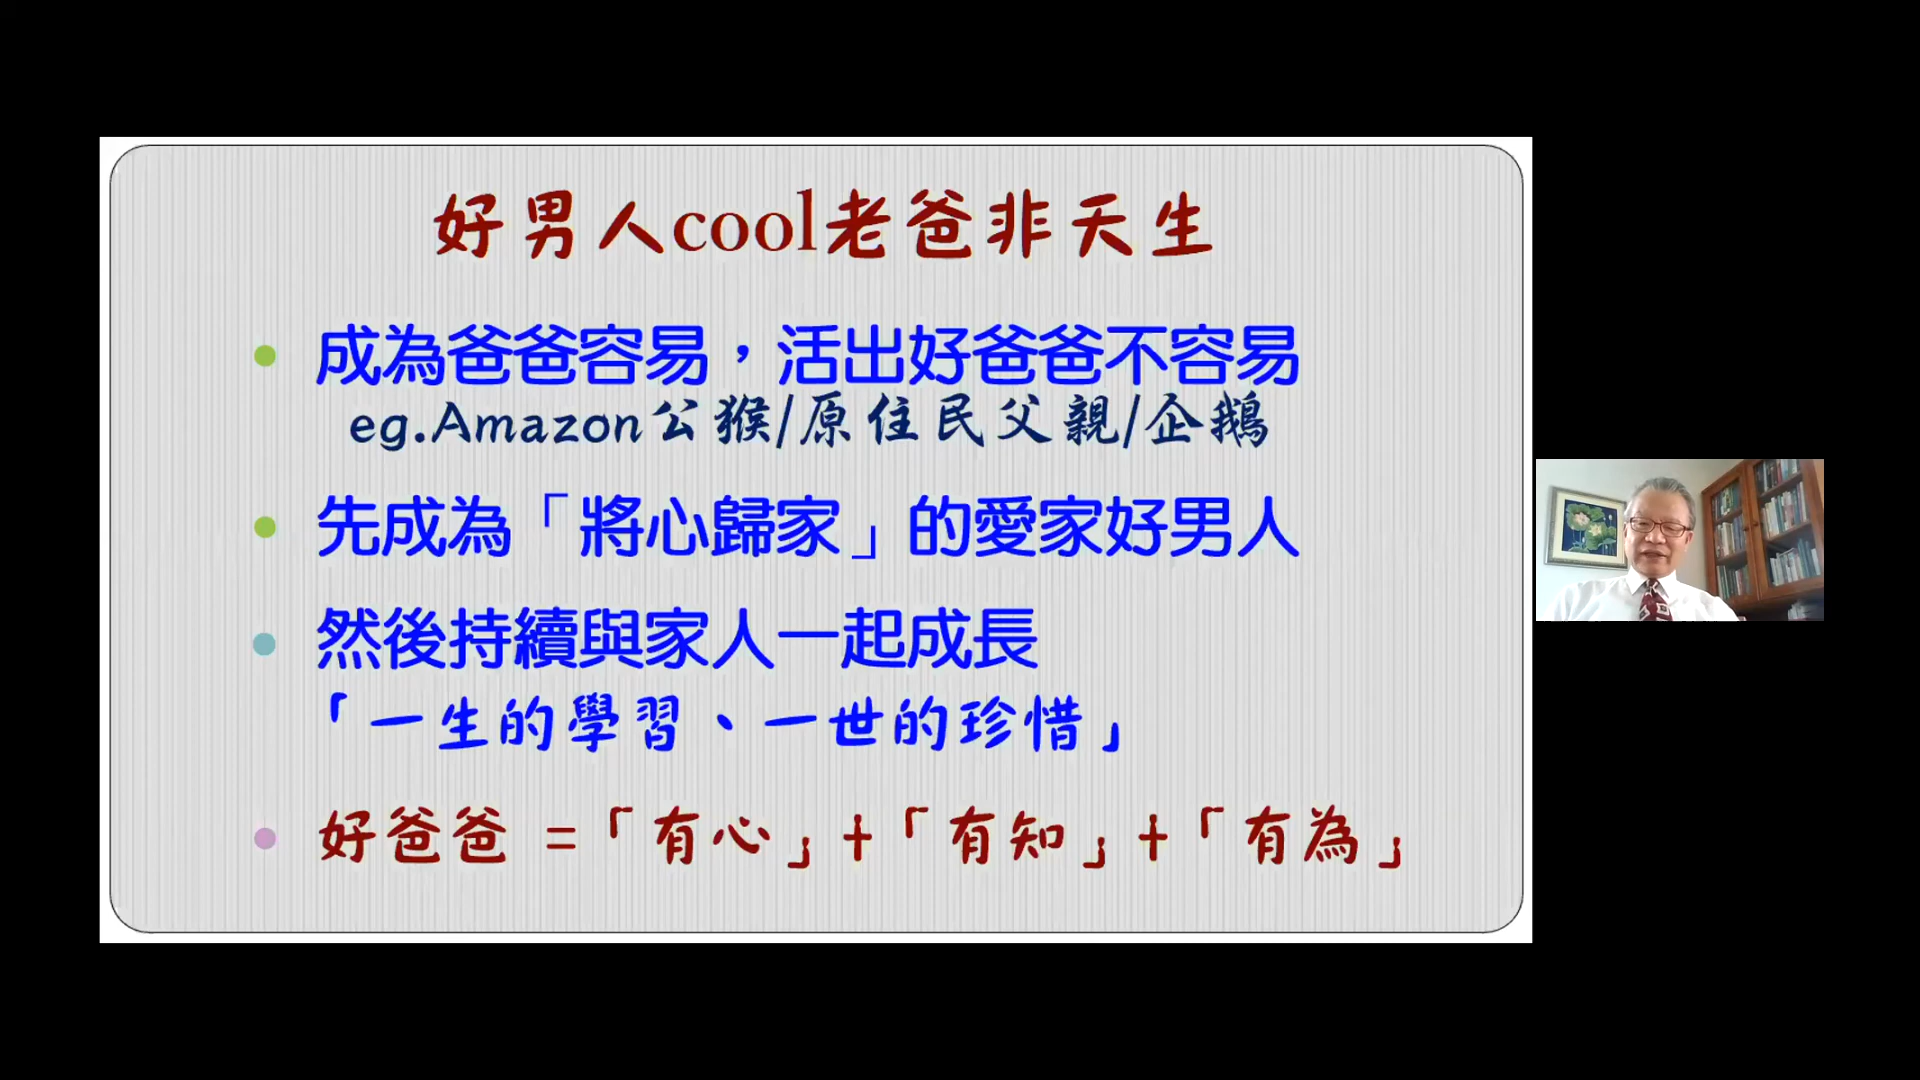 好男人cool老爸非天生
成為爸爸容易，活出好爸爸不容易
eg.Amazon公猴/原住民父親/企鵝
先成為「將心歸家」的愛家好男人
然後持續與家人一起成長
「一生的學習、一世的珍惜」
好爸爸 =「有心」+「有知」+「有為」